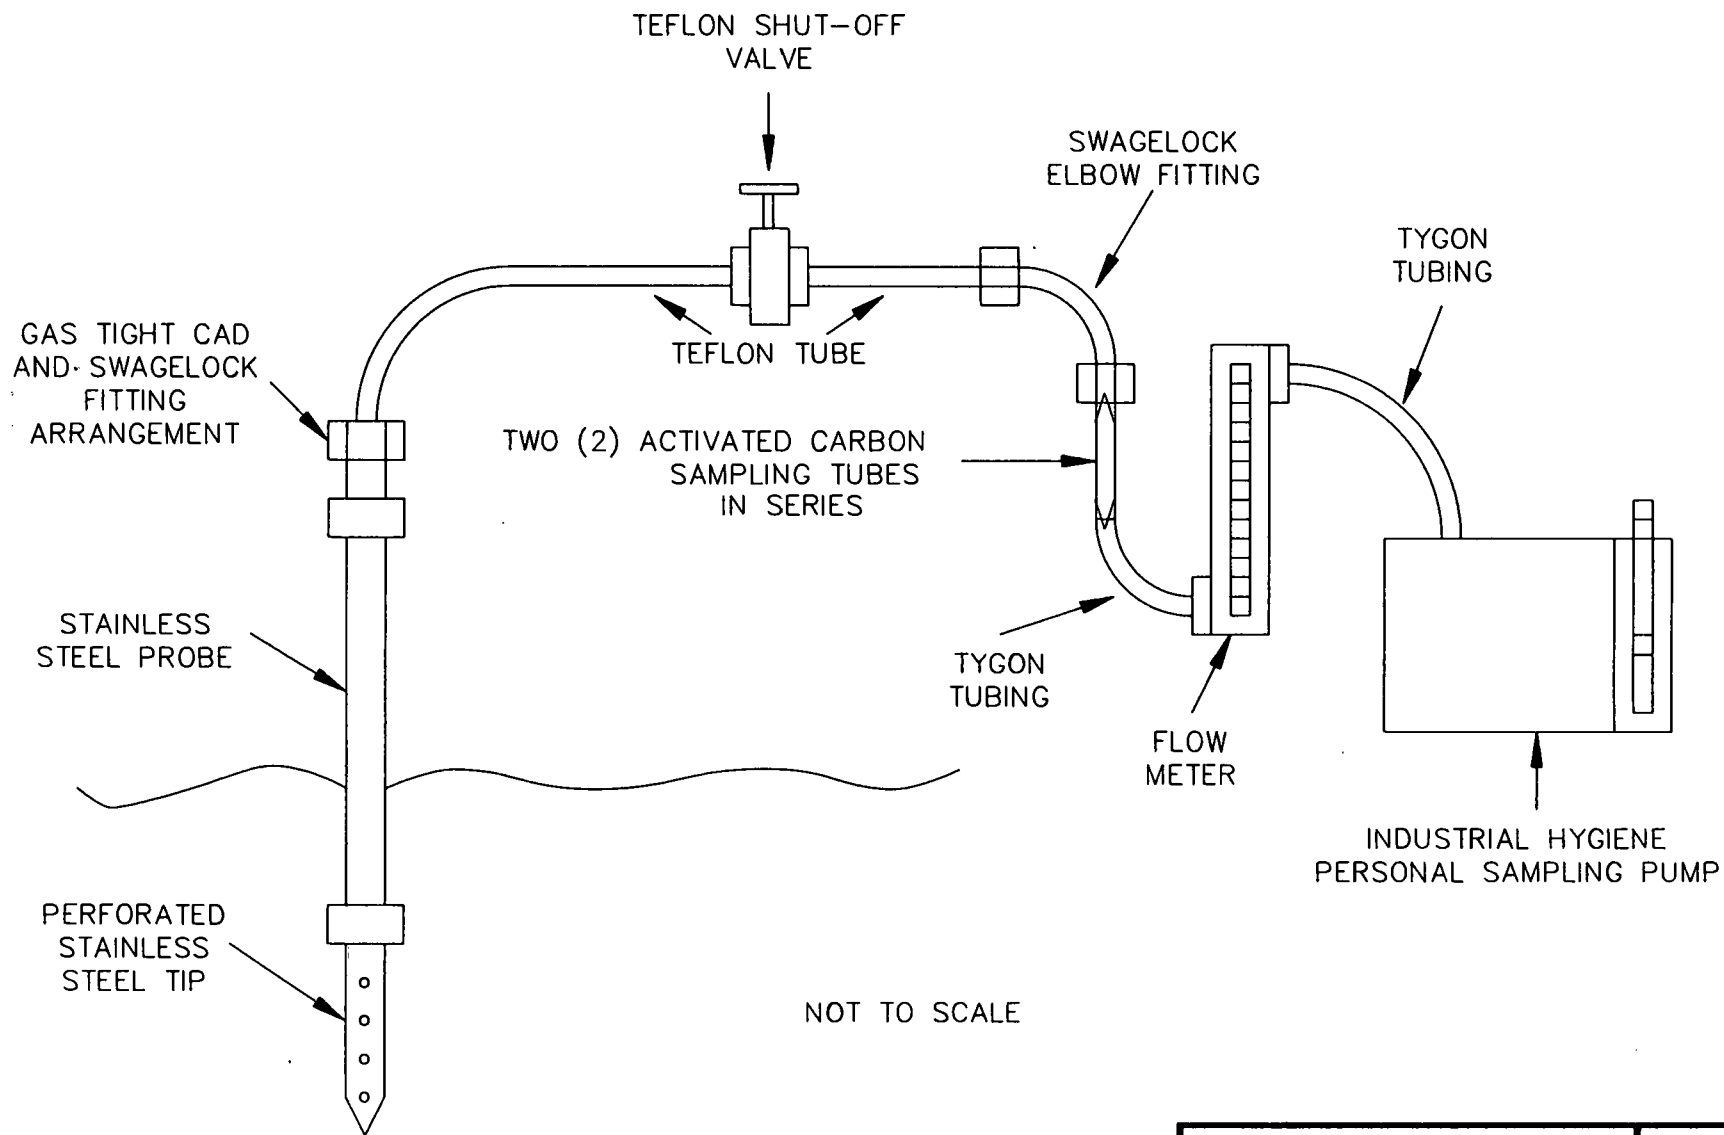 TEFLON SHUT-OFF
VALVE
SWAGELOCK
ELBOW FITTING
TYGON
TUBING
GAS TIGHT CAD
AND SWAGELOCK
FITTING
ARRANGEMENT
TEFLON TUBE
TWO (2) ACTIVATED CARBON
SAMPLING TUBES
IN SERIES
STAINLESS
STEEL PROBE
TYGON
TUBING
FLOW
METER
INDUSTRIAL HYGIENE
PERSONAL SAMPLING PUMP
PERFORATED
STAINLESS
STEEL TIP
NOT TO SCALE